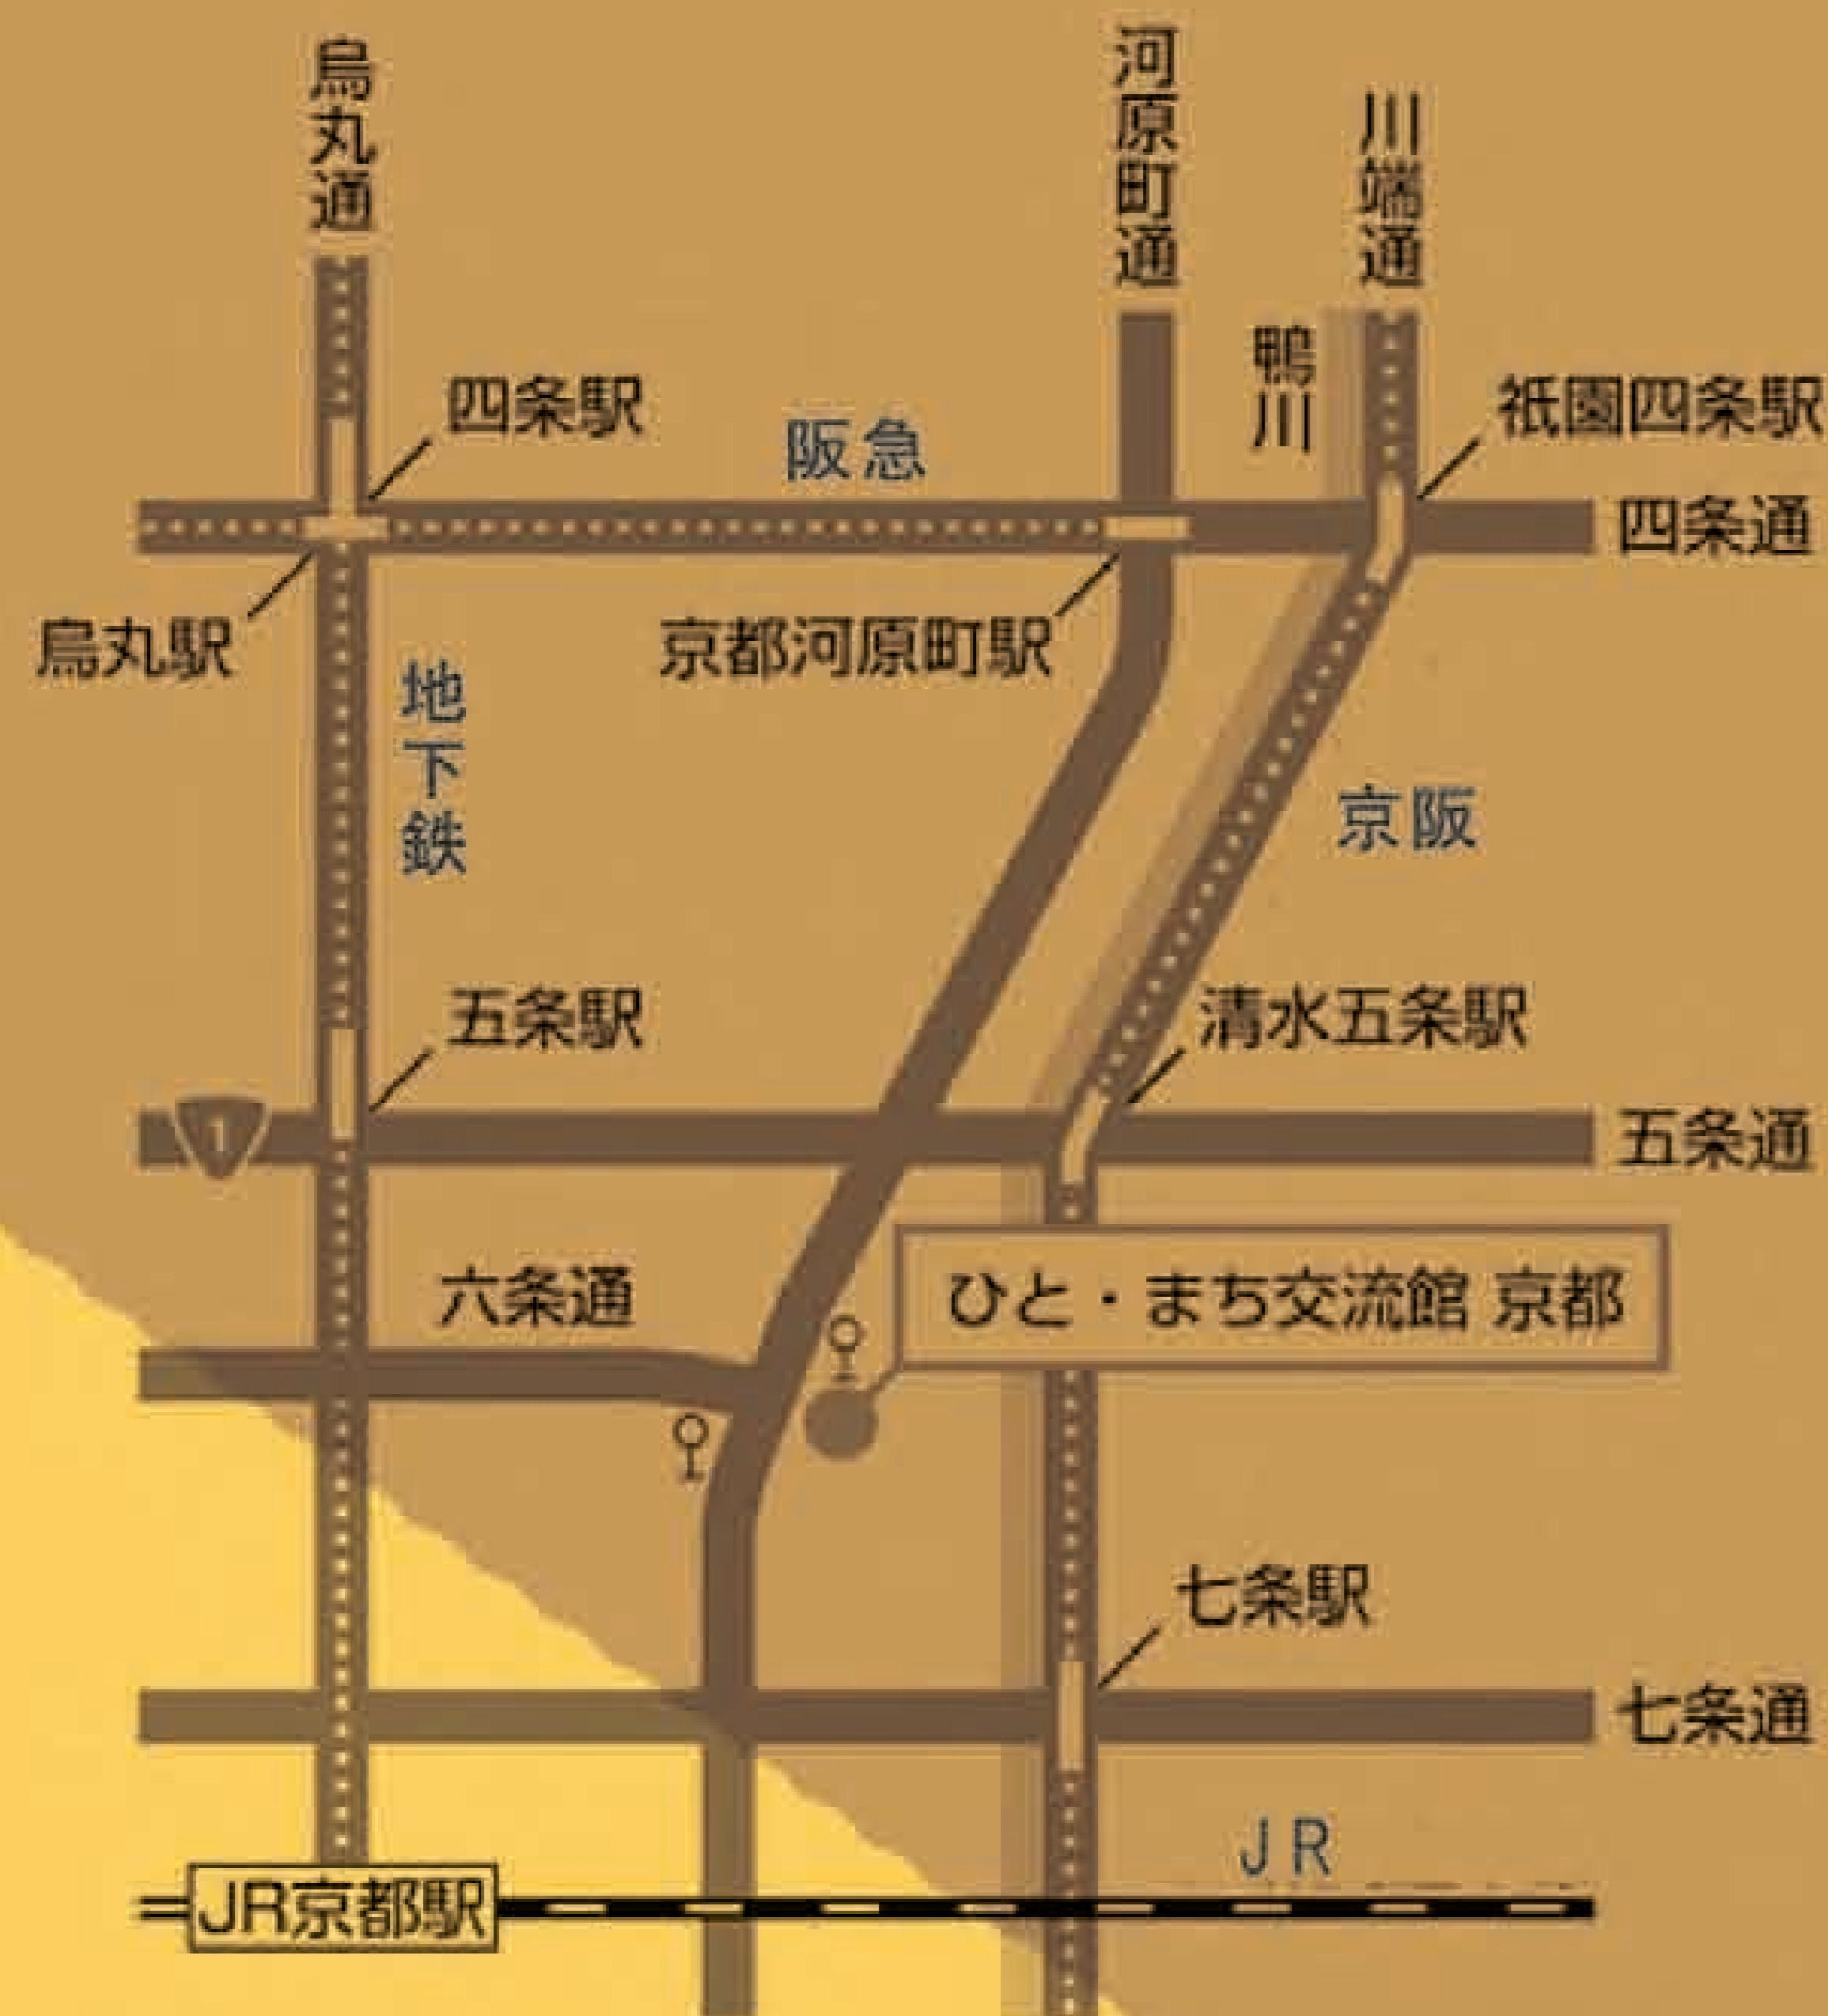 烏丸通
河原町通
川端通
鴨川
四条駅
阪急
祇園四条駅
四条通
烏丸駅
京都河原町駅
地下鉄
京阪
五条駅
清水五条駅
1
五条通
六条通
ひと・まち交流館 京都
七条駅
七条通
JR
JR京都駅